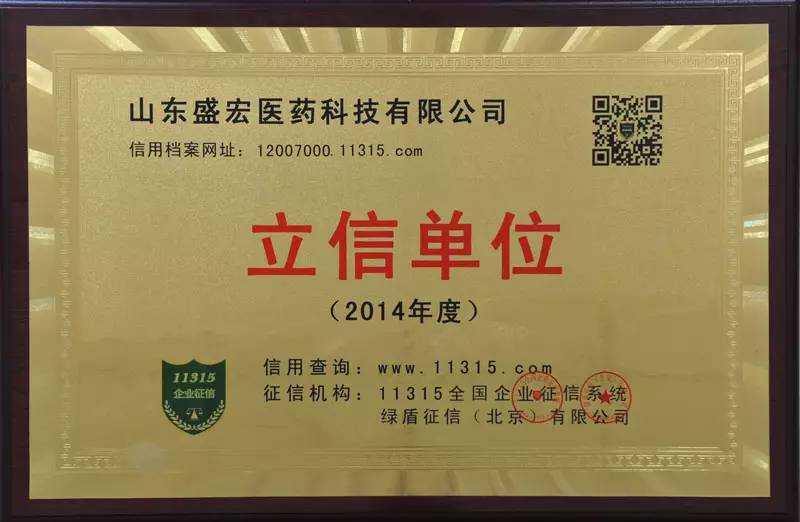 山东盛宏医药科技有限公司
信用档案网址：12007000.11315.com
立信单位
（2014年度）
信用查询：www.11315.com
征信机构：11315全国企业征信系统
绿盾征信（北京）有限公司
11315
企业征信